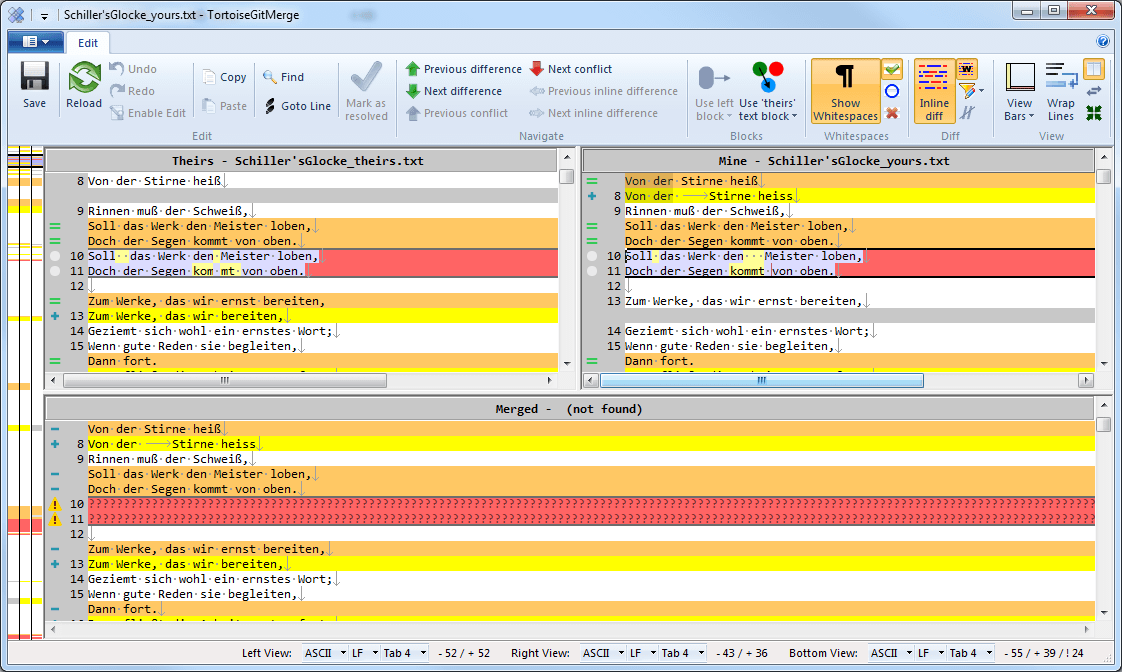 Schiller'sGlocke_yours.txt - TortoiseGitMerge
Edit
Save
Reload
Undo
Redo
Enable Edit
Copy
Paste
Find
Goto Line
Edit
Mark as resolved
Previous difference
Next difference
Previous conflict
Next conflict
Previous inline difference
Next inline difference
Navigate
Use left block
Use 'theirs' text block
Blocks
Show Whitespaces
Whitespaces
Inline diff
Diff
View Bars
Wrap Lines
View
Theirs - Schiller'sGlocke_theirs.txt
8 Von der Stirne heiß
9 Rinnen muß der Schweiß,
Soll das Werk den Meister loben,
Doch der Segen kommt von oben.
10 Soll  das Werk den Meister loben,
11 Doch der Segen kom mt von oben.
12
Zum Werke, das wir ernst bereiten,
13 Zum Werke, das wir bereiten,
14 Geziemt sich wohl ein ernstes Wort;
15 Wenn gute Reden sie begleiten,
Dann fort.
Mine - Schiller'sGlocke_yours.txt
Von der Stirne heiß
8 Von der Stirne heiss
9 Rinnen muß der Schweiß,
Soll das Werk den Meister loben,
Doch der Segen kommt von oben.
10 Soll das Werk den   Meister loben,
11 Doch der Segen kommt von oben.
12
13 Zum Werke, das wir ernst bereiten,
14 Geziemt sich wohl ein ernstes Wort;
15 Wenn gute Reden sie begleiten,
Dann fort.
Merged - (not found)
Von der Stirne heiß
8 Von der Stirne heiss
9 Rinnen muß der Schweiß,
Soll das Werk den Meister loben,
Doch der Segen kommt von oben.
10 ????????????????????????????????????????????????????????????????????????????????????????????????????????????????????????????????????????????????
11 ????????????????????????????????????????????????????????????????????????????????????????????????????????????????????????????????????????????????
12
Zum Werke, das wir ernst bereiten,
13 Zum Werke, das wir bereiten,
14 Geziemt sich wohl ein ernstes Wort;
15 Wenn gute Reden sie begleiten,
Dann fort.
Left View: ASCII LF Tab 4 - 52 / + 52 Right View: ASCII LF Tab 4 - 43 / + 36 Bottom View: ASCII LF Tab 4 - 55 / + 39 / ! 24